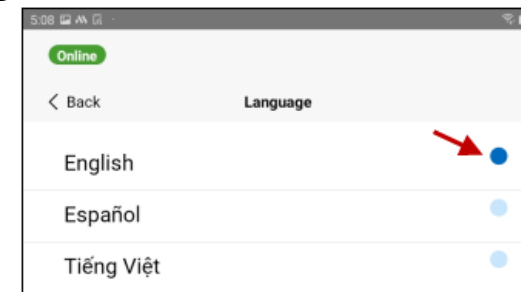 5:08
Online
Back Language
English
Español
Tiếng Việt